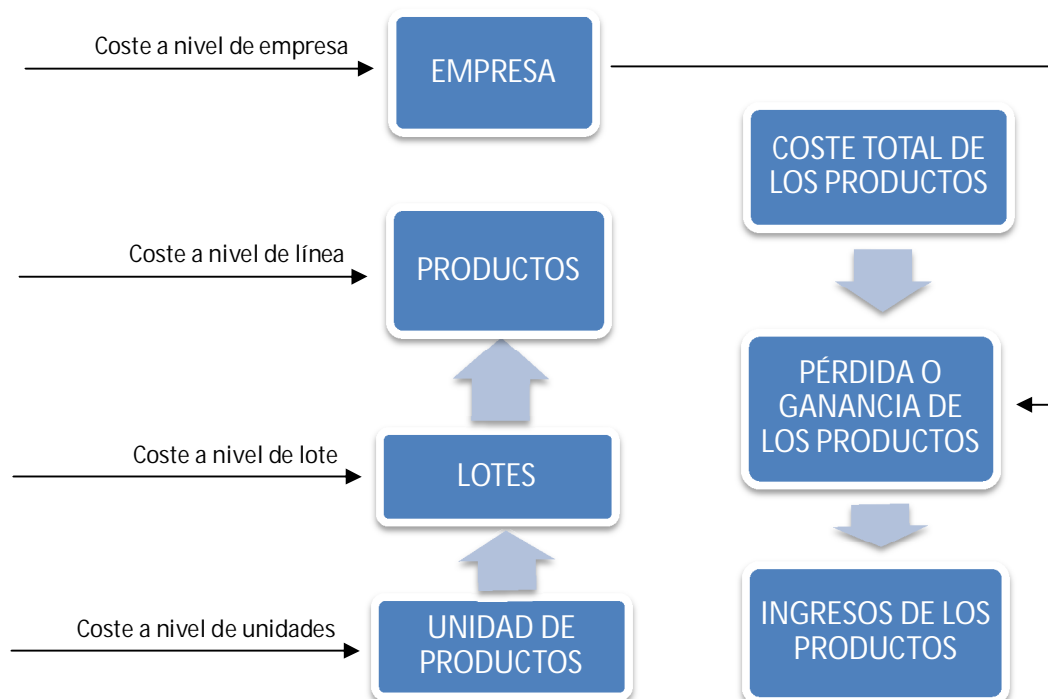 Coste a nivel de empresa
EMPRESA
COSTE TOTAL DE
LOS PRODUCTOS
Coste a nivel de línea
PRODUCTOS
PÉRDIDA O
GANANCIA DE
LOS PRODUCTOS
Coste a nivel de lote
LOTES
Coste a nivel de unidades
UNIDAD DE
PRODUCTOS
INGRESOS DE LOS
PRODUCTOS